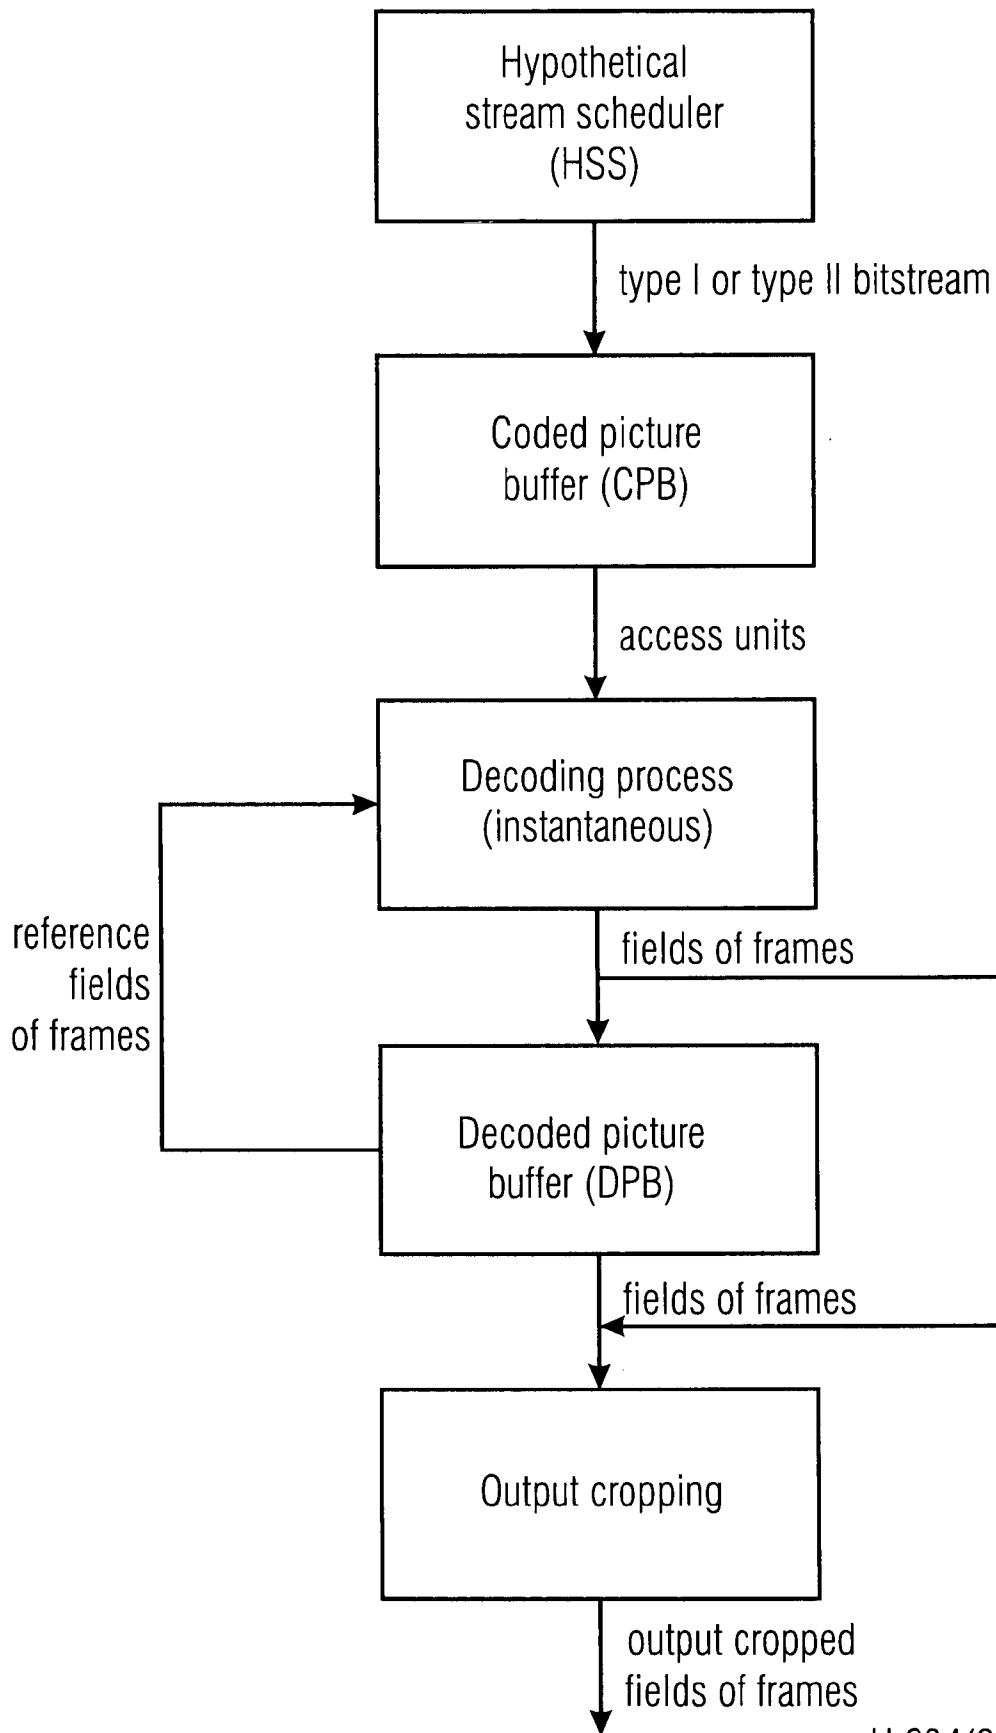 Hypothetical
stream scheduler
(HSS)
type I or type II bitstream
Coded picture
buffer (CPB)
access units
Decoding process
(instantaneous)
fields of frames
reference
fields
of frames
Decoded picture
buffer (DPB)
fields of frames
Output cropping
output cropped
fields of frames